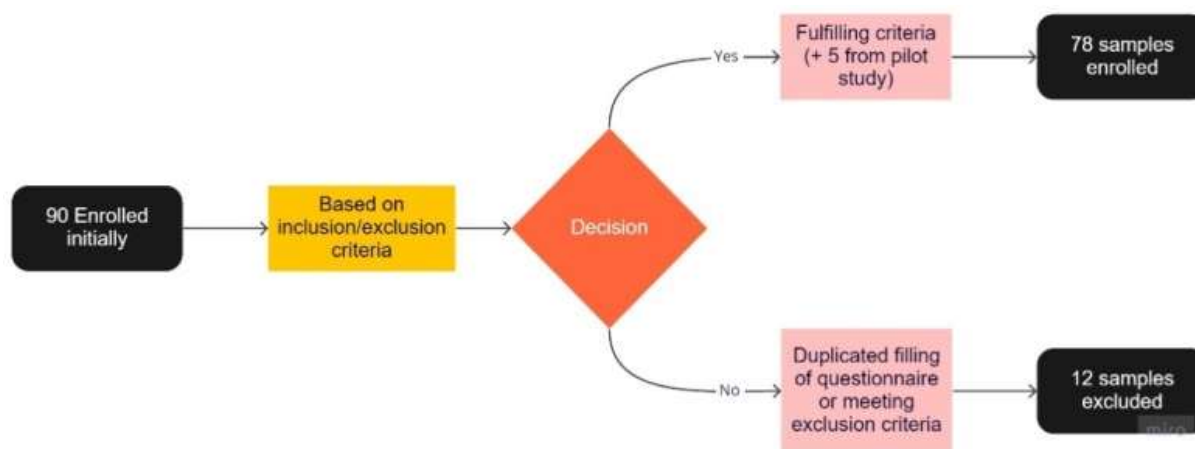 90 Enrolled
initially
Based on
inclusion/exclusion
criteria
Decision
Yes
Fulfilling criteria
(+ 5 from pilot
study)
78 samples
enrolled
No
Duplicated filling
of questionnaire
or meeting
exclusion criteria
12 samples
excluded
miro